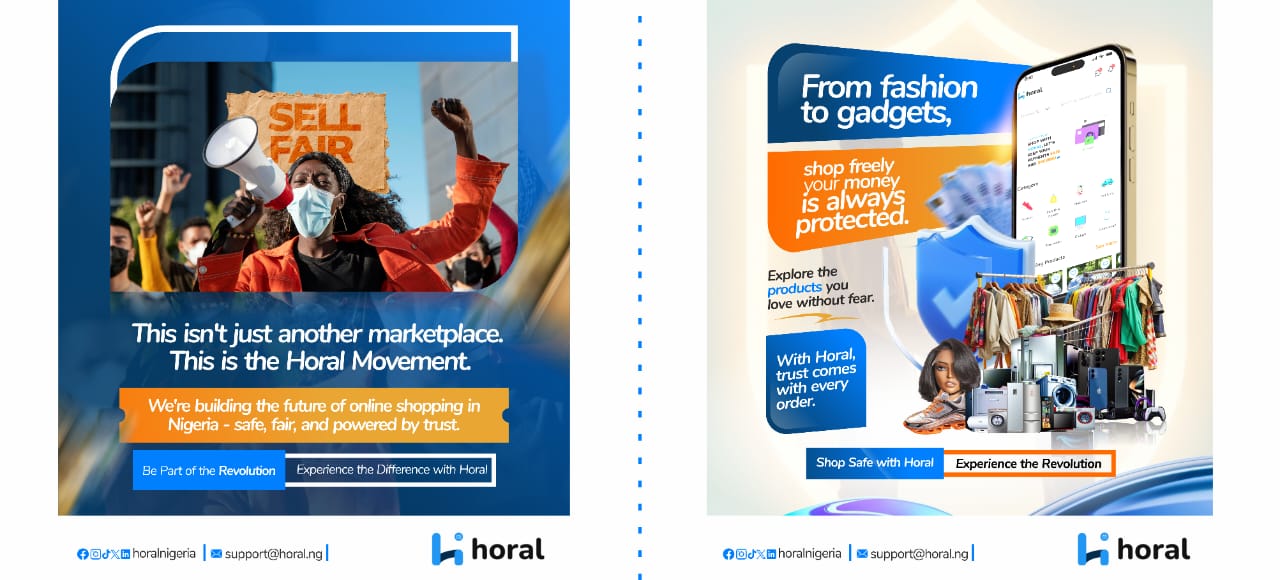 SELL
FAIR
This isn't just another marketplace.
This is the Horal Movement.
We're building the future of online shopping in
Nigeria - safe, fair, and powered by trust.
Be Part of the Revolution
Experience the Difference with Horal
horalnigeria
support@horal.ng
horal
From fashion
to gadgets,
shop freely
your money
is always
protected.
horal
Explore the
products you
love without fear.
With Horal,
trust comes
with every
order.
Shop Safe with Horal
Experience the Revolution
horalnigeria
support@horal.ng
horal